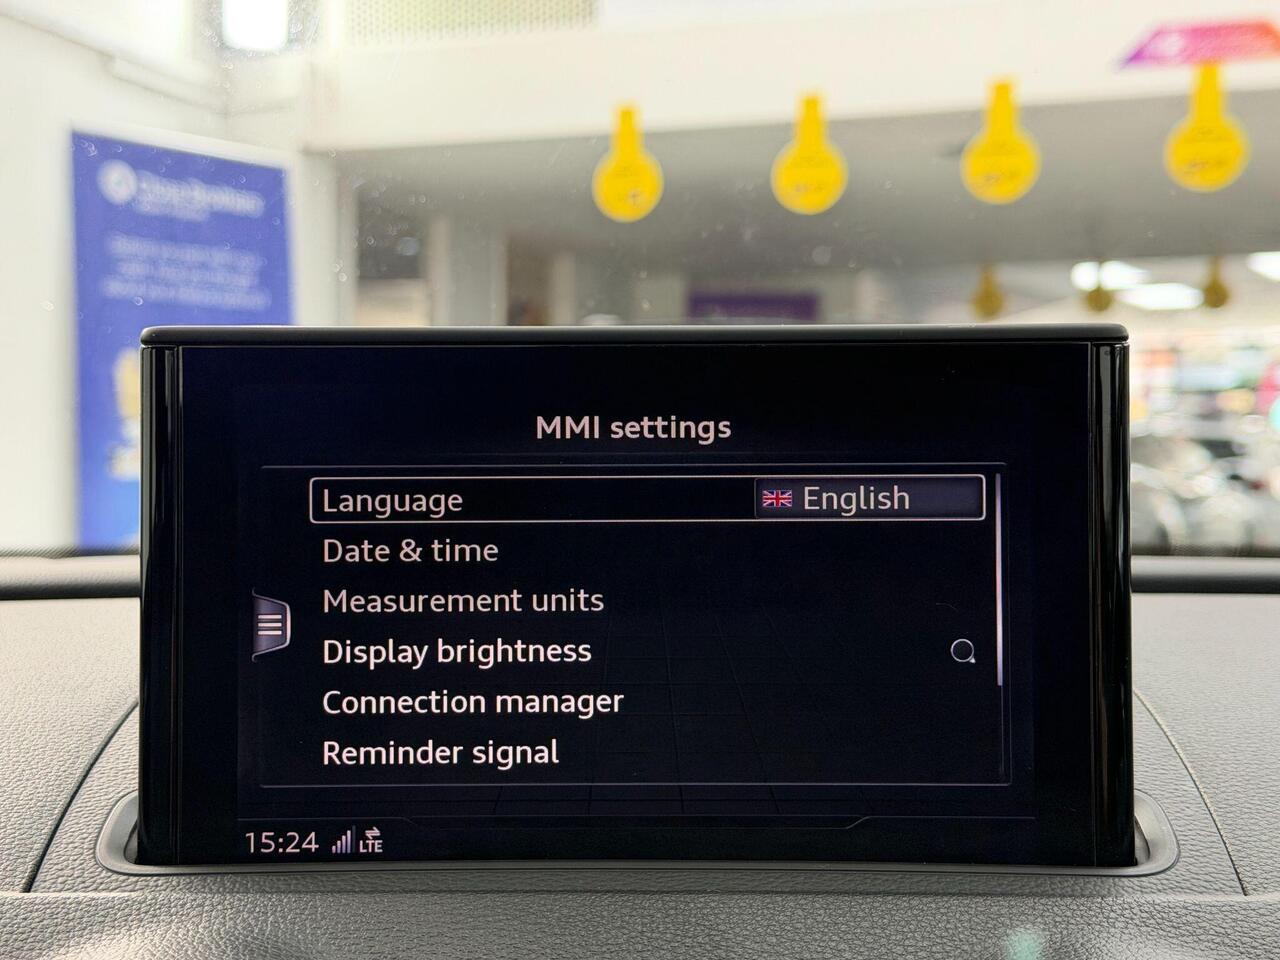 MMI settings
Language English
Date & time
Measurement units
Display brightness
Connection manager
Reminder signal
15:24 LTE